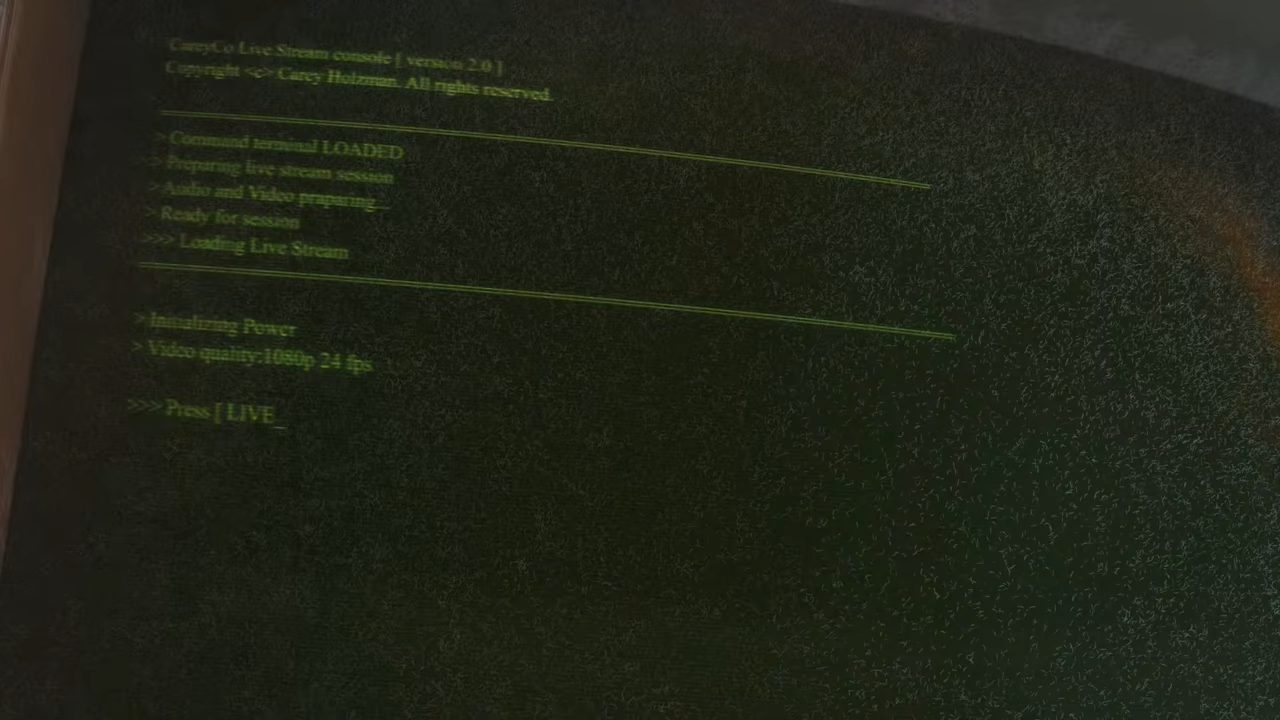 CareyCo Live Stream console [ version 2.0 ]
Copyright <c> Carey Holzman. All rights reserved.
> Command terminal LOADED
>> Preparing live stream session
> Audio and Video praparing_
> Ready for session
>>> Loading Live Stream
> Initializing Power
> Video quality:1080p 24 fps
>>> Press [ LIVE_